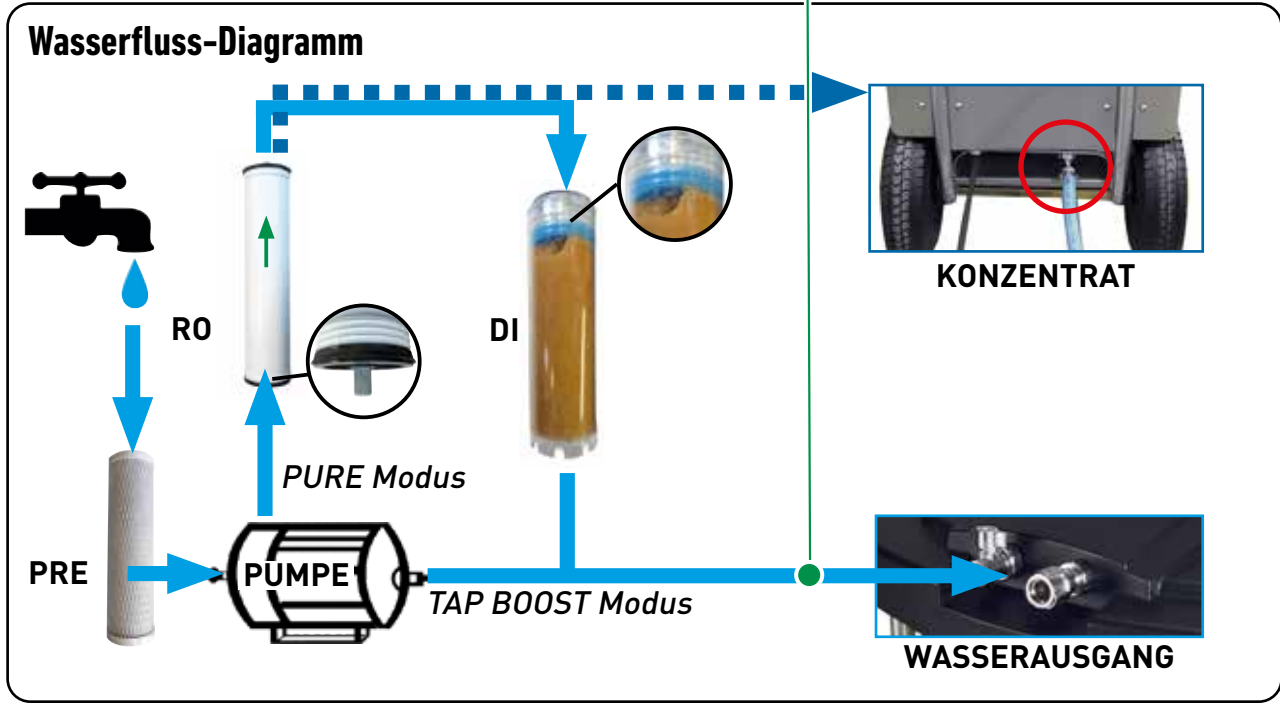 Wasserfluss-Diagramm
KONZENTRAT
RO
DI
PURE Modus
PRE
PUMPE
TAP BOOST Modus
WASSERAUSGANG